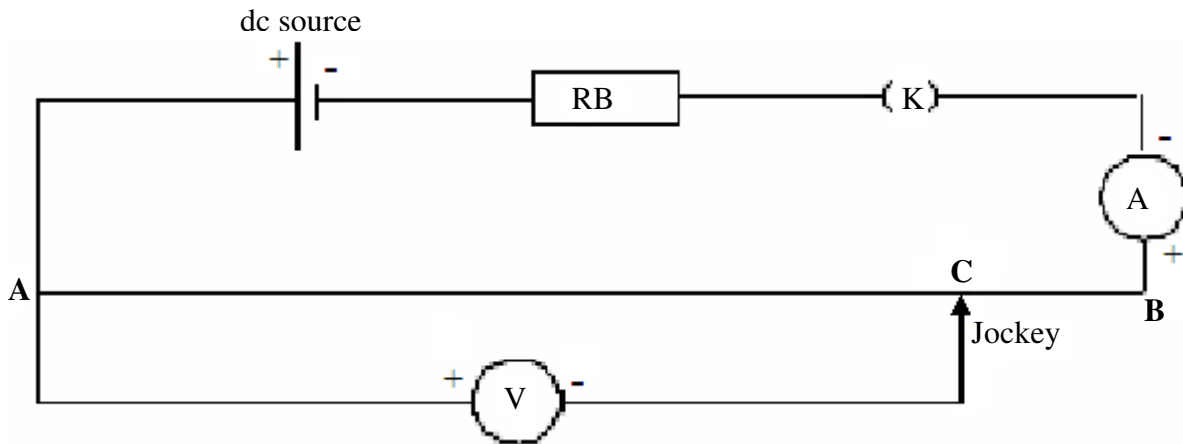 dc source
+ -
RB
( K )
-
A
+
A
C
B
Jockey
+ V -